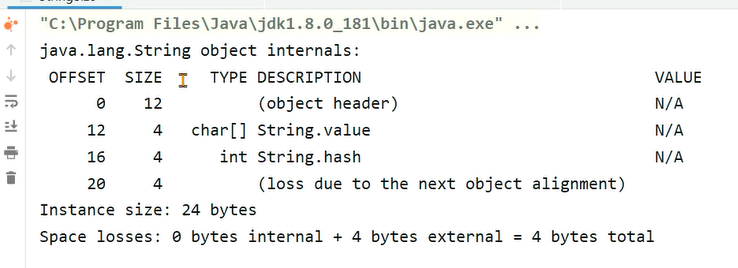 "C:\Program Files\Java\jdk1.8.0_181\bin\java.exe" ...
java.lang.String object internals:
 OFFSET  SIZE     TYPE DESCRIPTION                               VALUE
      0    12          (object header)                           N/A
     12     4   char[] String.value                              N/A
     16     4      int String.hash                               N/A
     20     4          (loss due to the next object alignment)
Instance size: 24 bytes
Space losses: 0 bytes internal + 4 bytes external = 4 bytes total